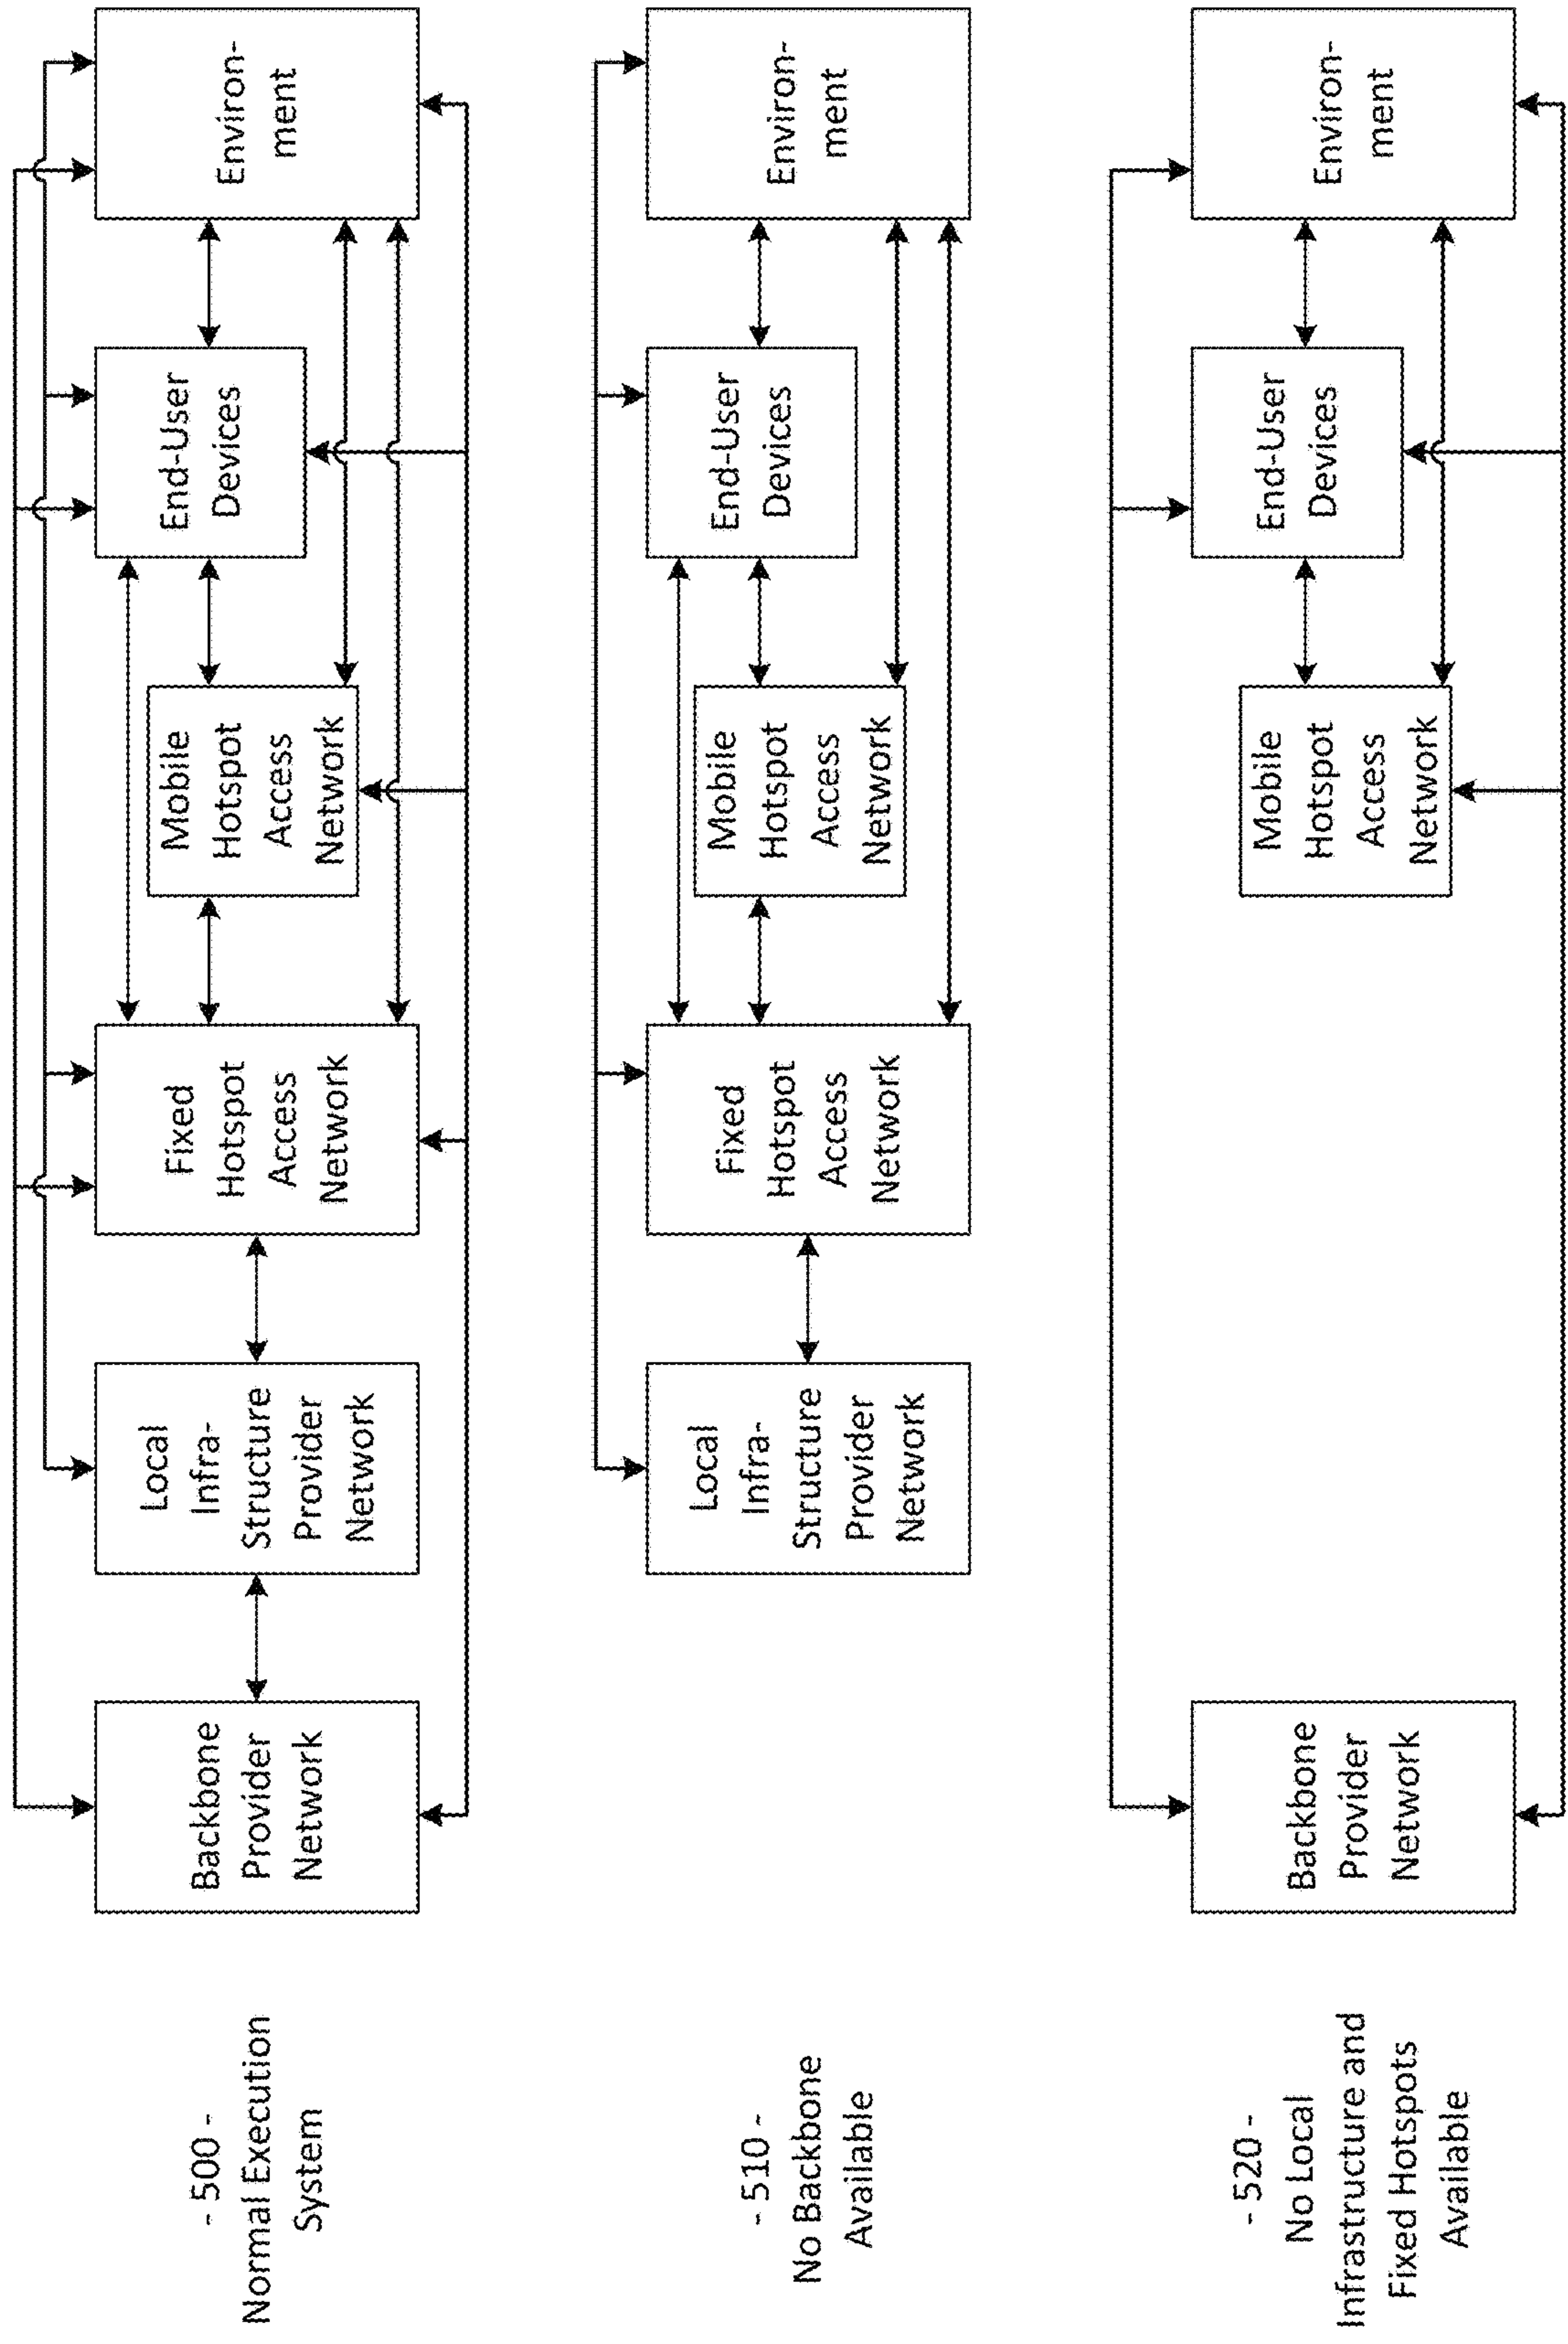 - 500 -
Normal Execution
System
Backbone
Provider
Network
Local
Infra-
Structure
Provider
Network
Fixed
Hotspot
Access
Network
Mobile
Hotspot
Access
Network
End-User
Devices
Environ-
ment
- 510 -
No Backbone
Available
Local
Infra-
Structure
Provider
Network
Fixed
Hotspot
Access
Network
Mobile
Hotspot
Access
Network
End-User
Devices
Environ-
ment
- 520 -
No Local
Infrastructure and
Fixed Hotspots
Available
Backbone
Provider
Network
Mobile
Hotspot
Access
Network
End-User
Devices
Environ-
ment